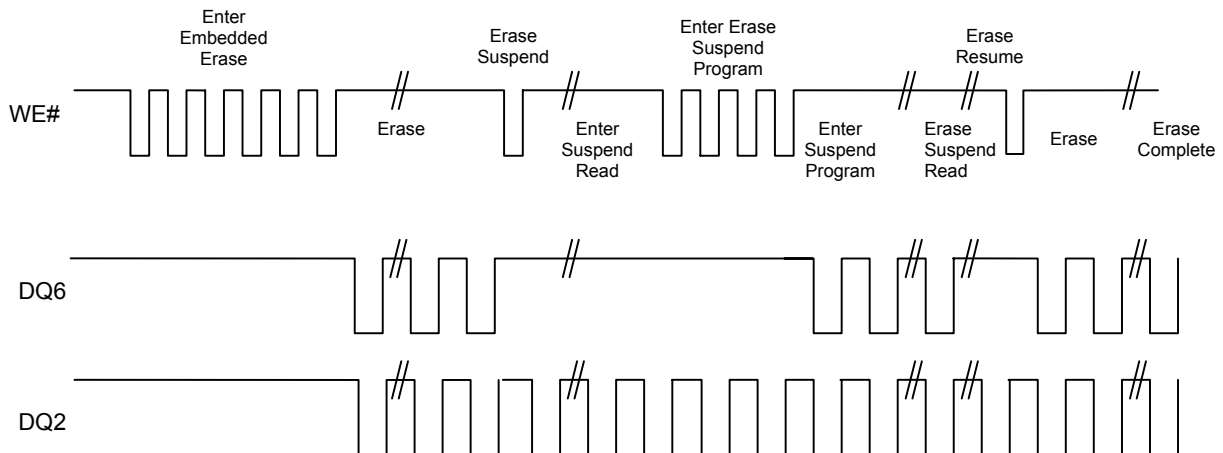 Enter
Embedded
Erase
Erase
Suspend
Enter Erase
Suspend
Program
Erase
Resume
WE#
Erase
Enter
Suspend
Read
Enter
Suspend
Program
Erase
Suspend
Read
Erase
Erase
Complete
DQ6
DQ2